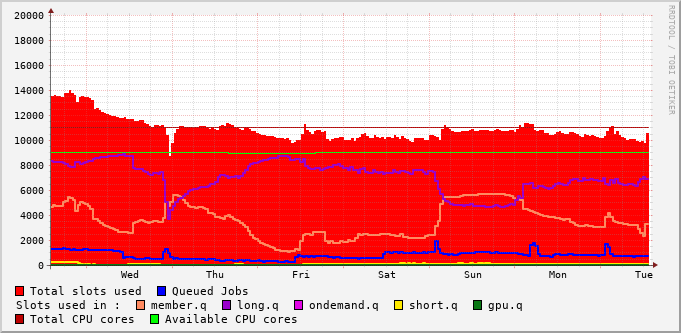 20000
18000
16000
14000
12000
10000
8000
6000
4000
2000
0
Wed Thu Fri Sat Sun Mon Tue
Total slots used Queued Jobs
Slots used in : member.q long.q ondemand.q short.q gpu.q
Total CPU cores Available CPU cores
RRDTOOL / TOBI OETIKER